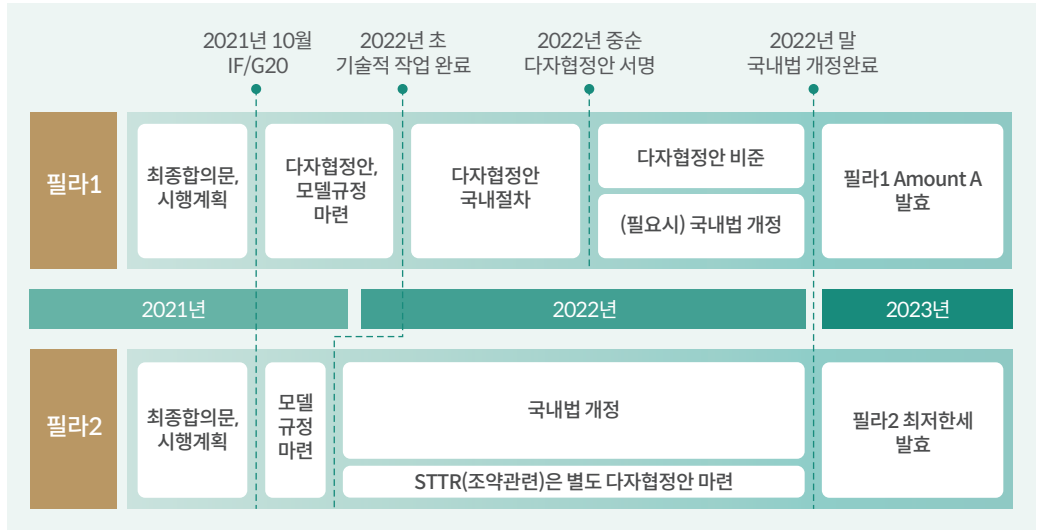 2021년 10월
IF/G20
2022년 초
기술적 작업 완료
2022년 중순
다자협정안 서명
2022년 말
국내법 개정완료
필라1
최종합의문,
시행계획
다자협정안,
모델규정
마련
다자협정안
국내절차
다자협정안 비준
(필요시) 국내법 개정
필라1 Amount A
발효
2021년
2022년
2023년
필라2
최종합의문,
시행계획
모델
규정
마련
국내법 개정
STTR(조약관련)은 별도 다자협정안 마련
필라2 최저한세
발효